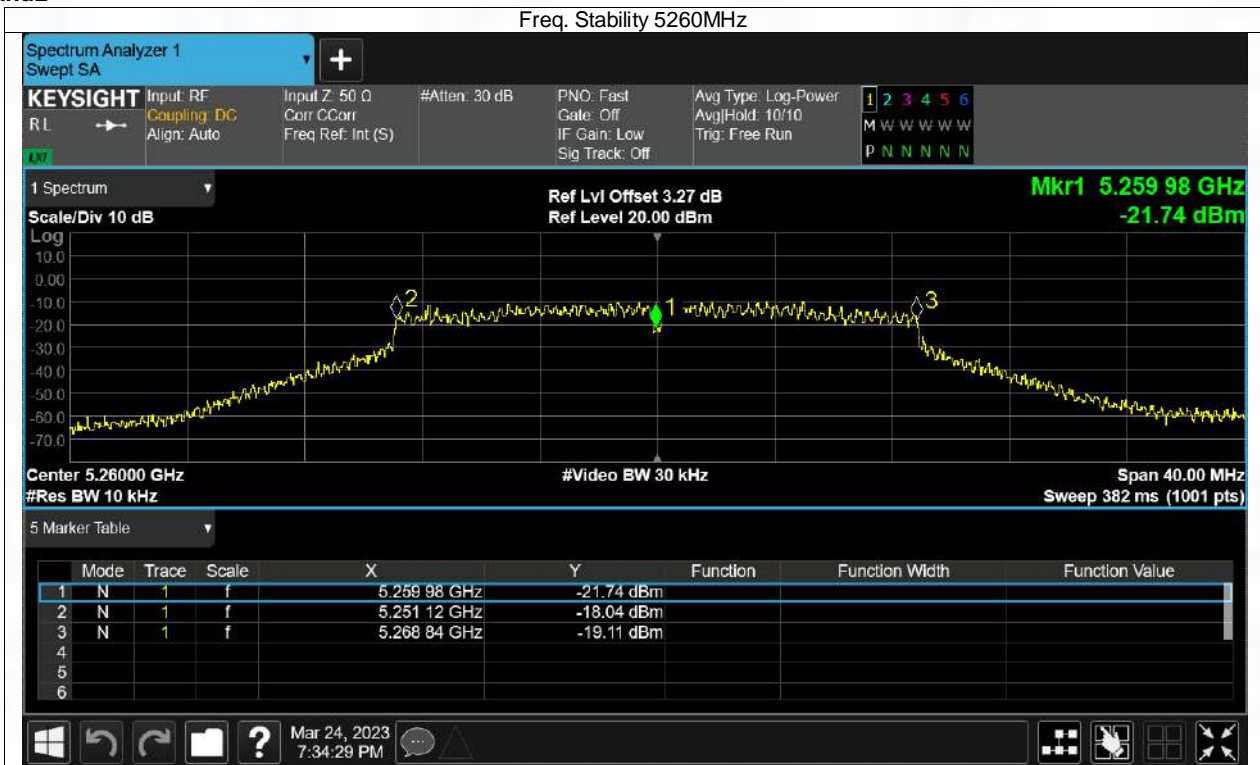 Freq. Stability 5260MHz
Spectrum Analyzer 1
Swept SA
+
KEYSIGHT
RL
LXI
Input: RF
Coupling: DC
Align: Auto
Input Z: 50 Ω
Corr CCorr
Freq Ref: Int (S)
#Atten: 30 dB
PNO: Fast
Gate: Off
IF Gain: Low
Sig Track: Off
Avg Type: Log-Power
Avg|Hold: 10/10
Trig: Free Run
1 2 3 4 5 6
M W W W W W
P N N N N N
1 Spectrum
Scale/Div 10 dB
Ref Lvl Offset 3.27 dB
Ref Level 20.00 dBm
Mkr1 5.259 98 GHz
-21.74 dBm
Log
10.0
0.00
-10.0
-20.0
-30.0
-40.0
-50.0
-60.0
-70.0
2
1
3
Center 5.26000 GHz
#Res BW 10 kHz
#Video BW 30 kHz
Span 40.00 MHz
Sweep 382 ms (1001 pts)
5 Marker Table
Mode Trace Scale X Y Function Function Width Function Value
1 N 1 f 5.259 98 GHz -21.74 dBm
2 N 1 f 5.251 12 GHz -18.04 dBm
3 N 1 f 5.268 84 GHz -19.11 dBm
4
5
6
?
Mar 24, 2023
7:34:29 PM